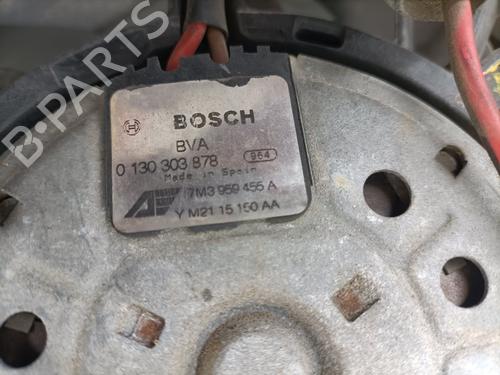 BOSCH
BVA
0 130 303 878
964
Made in Spain
7M3 959 455 A
Y M21 15 150 AA
B-PARTS